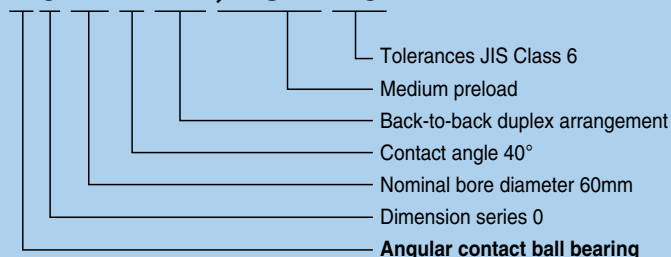 Tolerances JIS Class 6
Medium preload
Back-to-back duplex arrangement
Contact angle 40°
Nominal bore diameter 60mm
Dimension series 0
Angular contact ball bearing